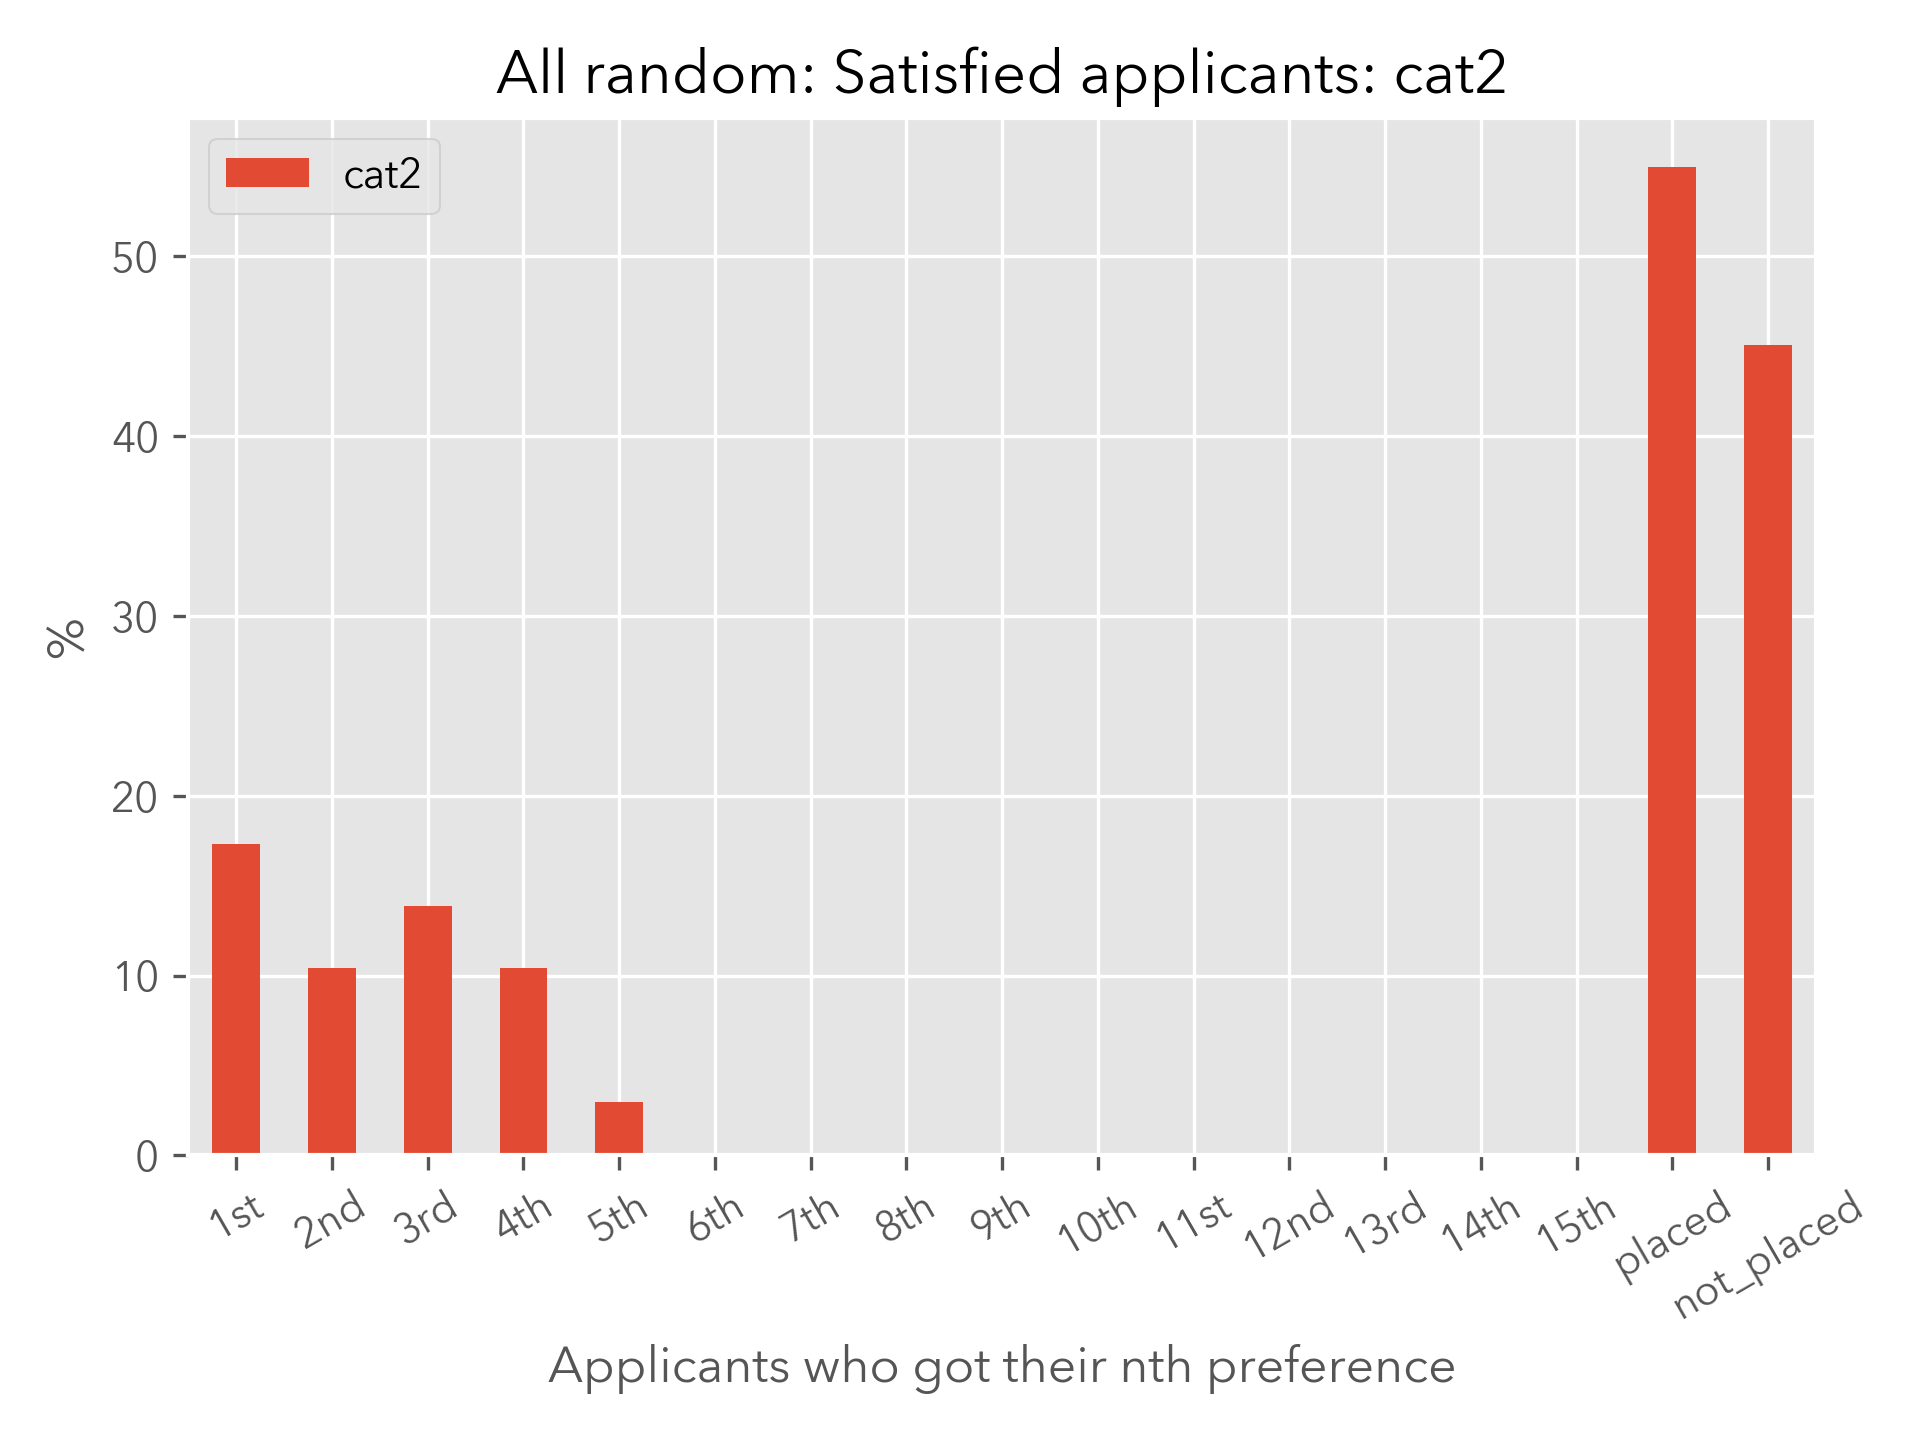 All random: Satisfied applicants: cat2
cat2
%
50
40
30
20
10
0
1st 2nd 3rd 4th 5th 6th 7th 8th 9th 10th 11st 12nd 13rd 14th 15th placed not_placed
Applicants who got their nth preference